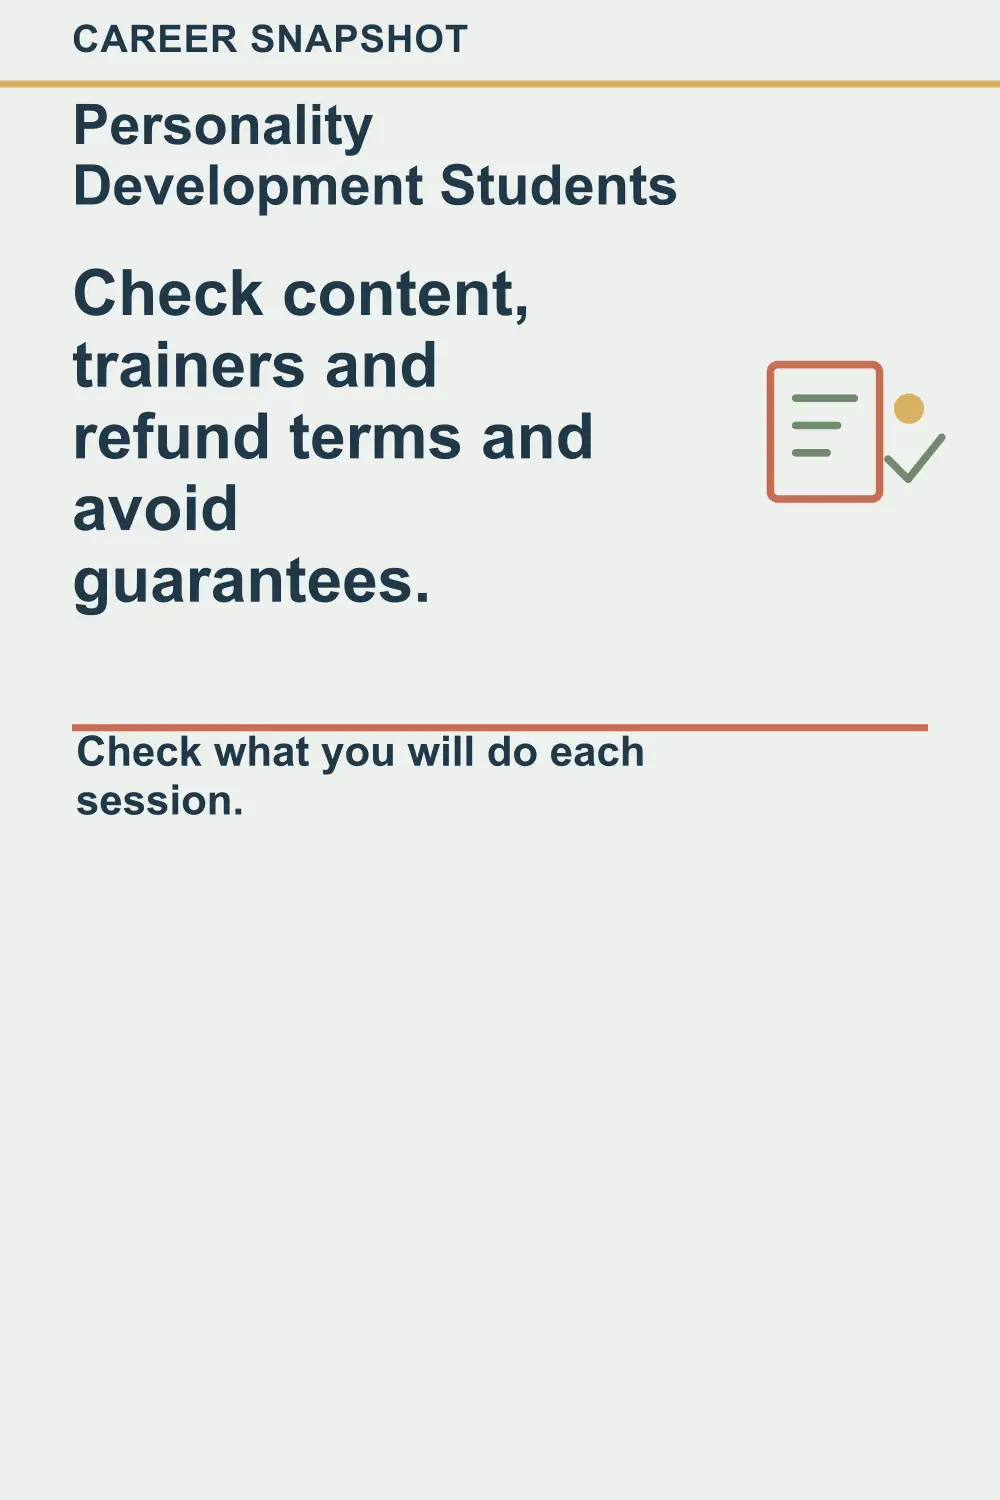 CAREER SNAPSHOT
Personality
Development Students
Check content,
trainers and
refund terms and
avoid
guarantees.
Check what you will do each
session.